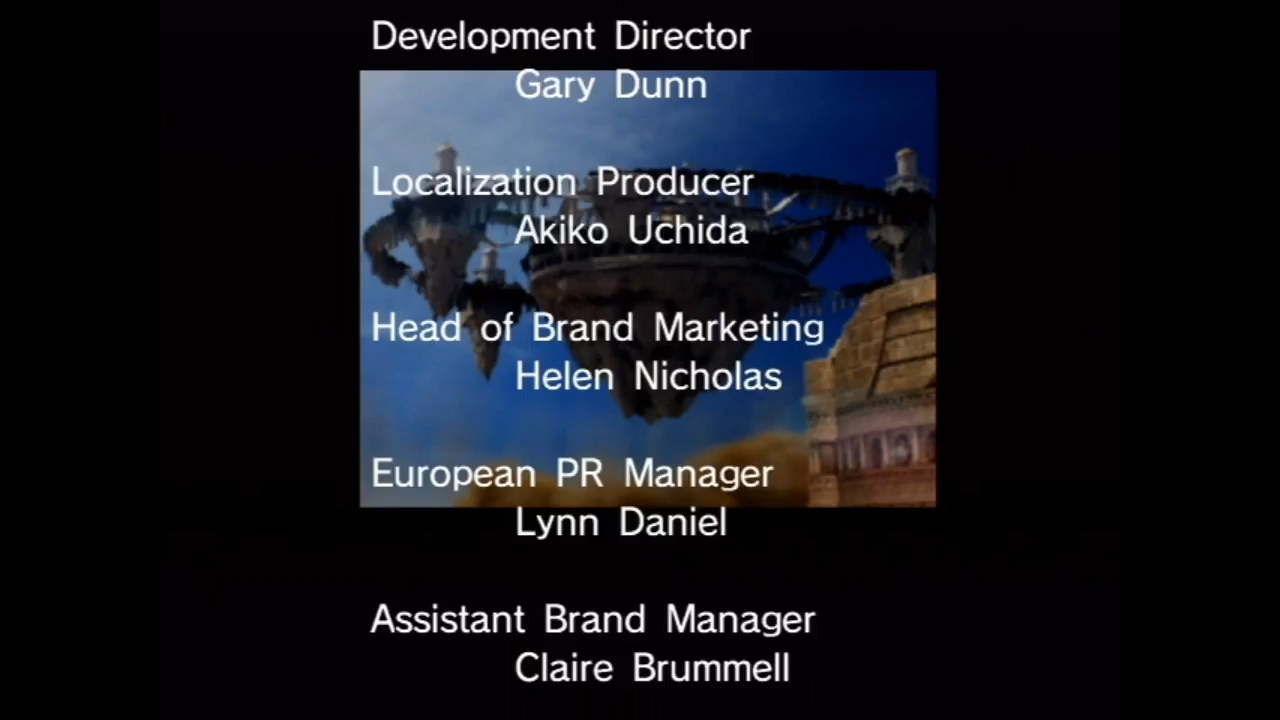 Development Director
Gary Dunn
Localization Producer
Akiko Uchida
Head of Brand Marketing
Helen Nicholas
European PR Manager
Lynn Daniel
Assistant Brand Manager
Claire Brummell